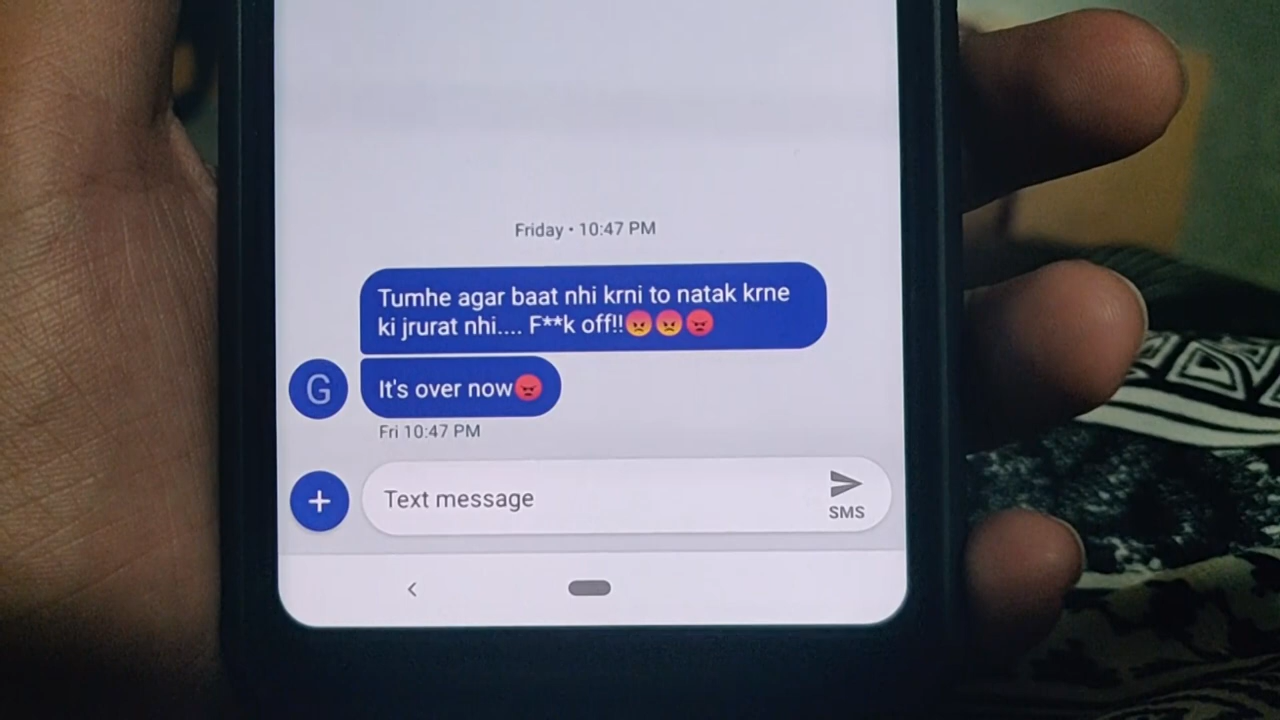 Friday • 10:47 PM
Tumhe agar baat nhi krni to natak krne
ki jrurat nhi.... F**k off!!😡😡😡
G
It's over now😡
Fri 10:47 PM
+
Text message
SMS